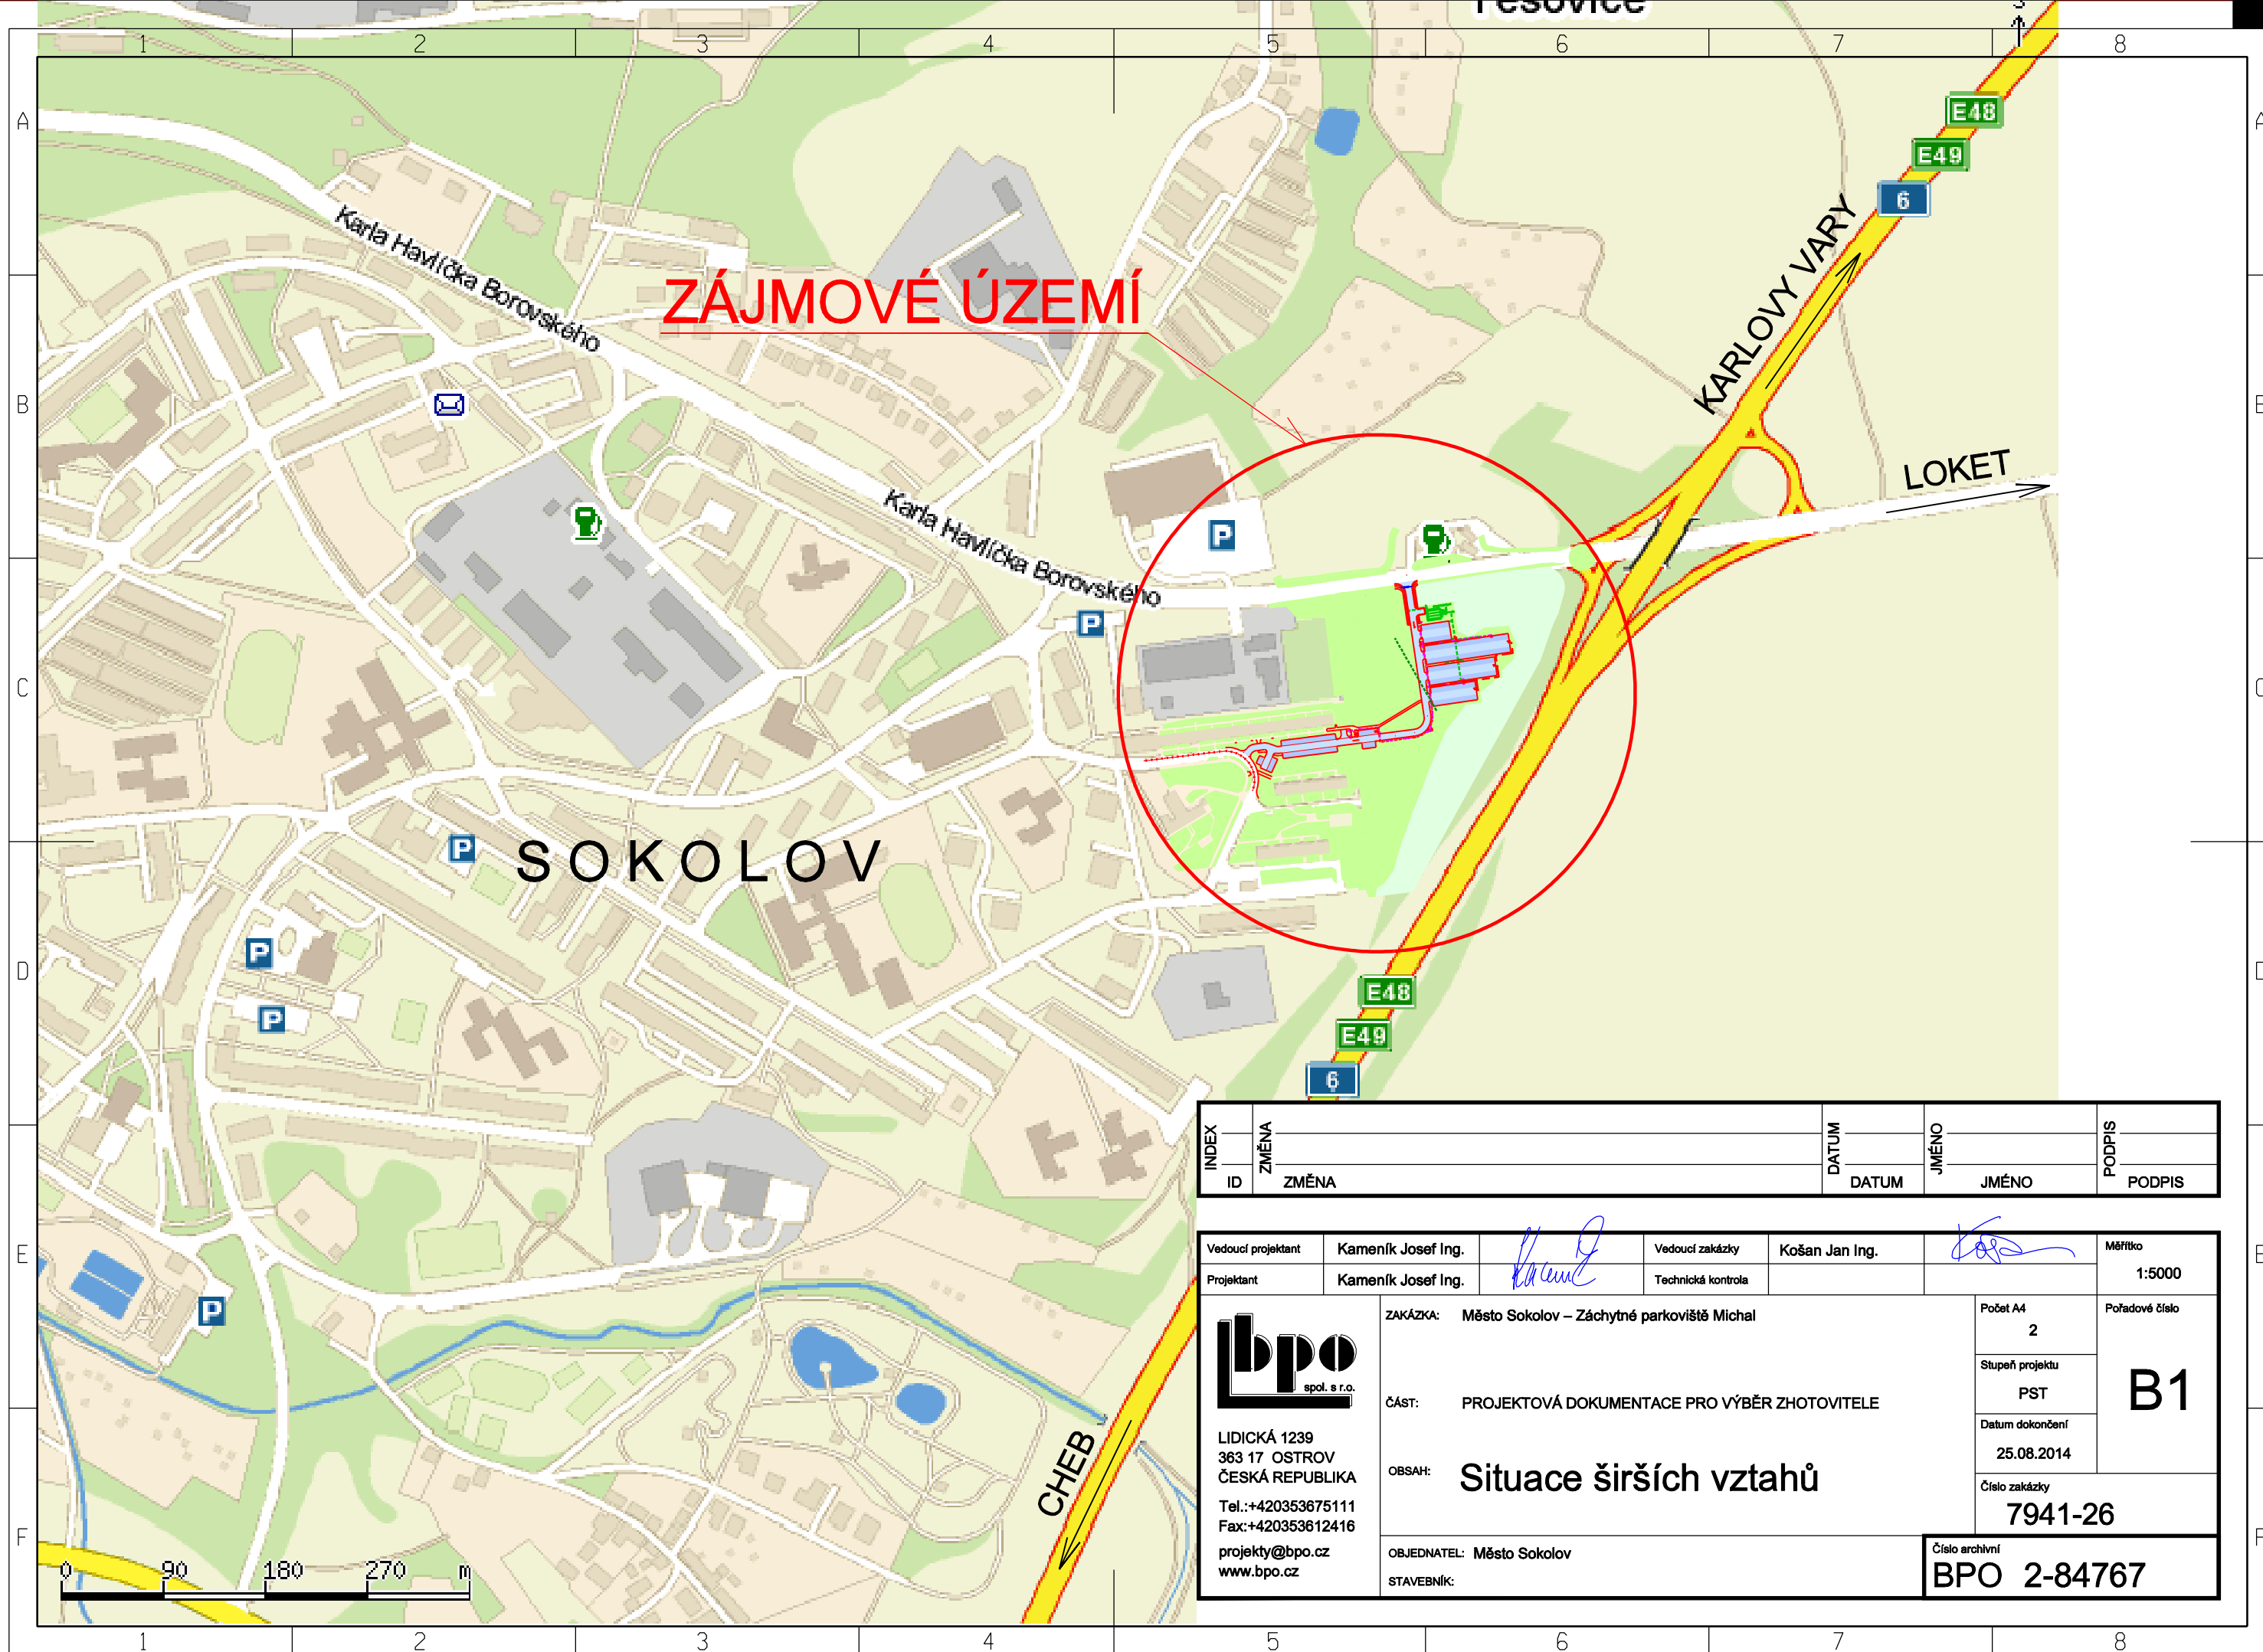 Těšovice
1 2 3 4 5 6 7 8
A
E48
E49
6
Karla Havlíčka Borovského
KARLOVY VARY
ZÁJMOVÉ ÚZEMÍ
B
LOKET
P
Karla Havlíčka Borovského
P
C
SOKOLOV
P
P
D
P
E48
E49
6
INDEX
ID
ZMĚNA
ZMĚNA
DATUM
DATUM
JMÉNO
JMÉNO
PODPIS
PODPIS
E
P
Vedoucí projektant Kameník Josef Ing. Vedoucí zakázky Košan Jan Ing. Měřítko
Projektant Kameník Josef Ing. Technická kontrola 1:5000
bpo
spol. s r.o.
ZAKÁZKA: Město Sokolov – Záchytné parkoviště Michal
Počet A4
2
Pořadové číslo
B1
Stupeň projektu
PST
ČÁST: PROJEKTOVÁ DOKUMENTACE PRO VÝBĚR ZHOTOVITELE
Datum dokončení
25.08.2014
LIDICKÁ 1239
363 17 OSTROV
ČESKÁ REPUBLIKA
Tel.:+420353675111
Fax:+420353612416
projekty@bpo.cz
www.bpo.cz
OBSAH: Situace širších vztahů
Číslo zakázky
7941-26
OBJEDNATEL: Město Sokolov
STAVEBNÍK:
Číslo archivní
BPO 2-84767
CHEB
F
0 90 180 270 m
1 2 3 4 5 6 7 8